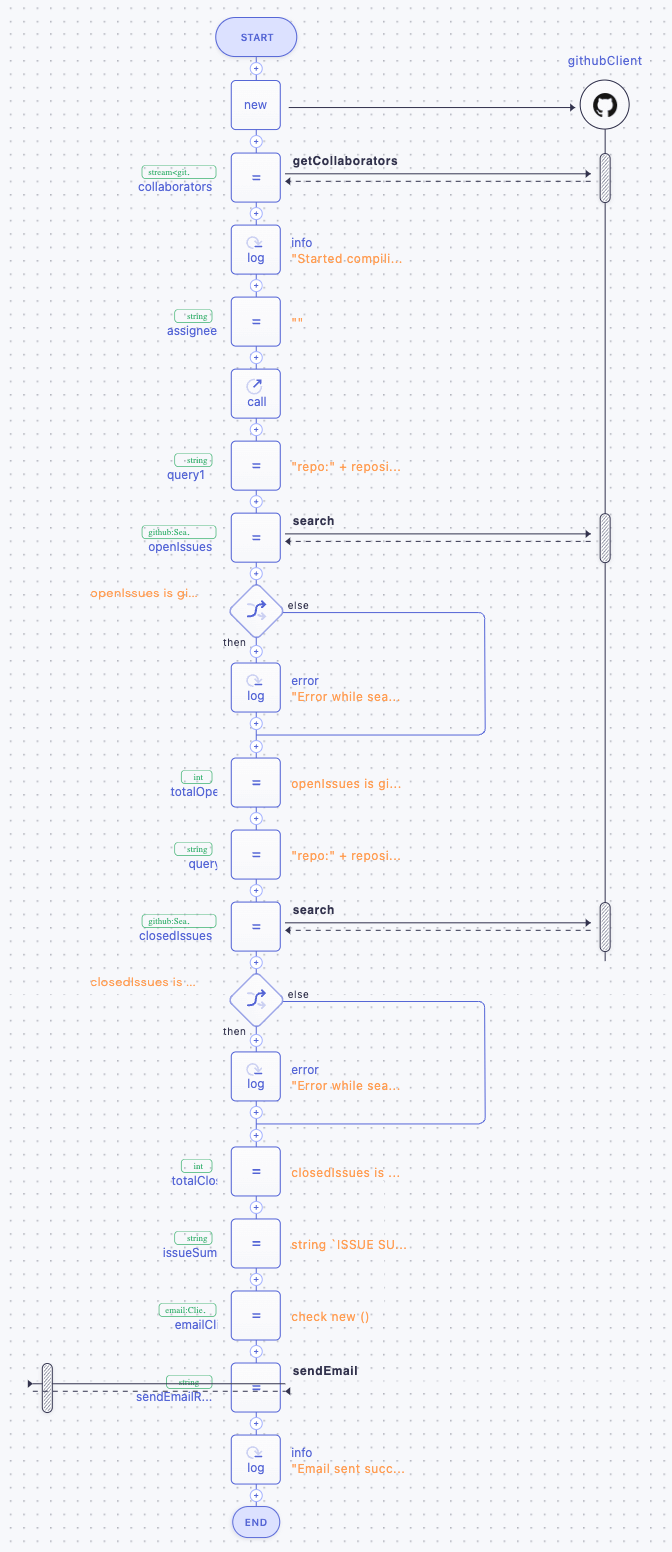 START
githubClient
new
getCollaborators
stream<git.
collaborators
=
info
log
"Started compili...
string
assignee
=
""
call
string
query1
=
"repo:" + reposi...
search
github:Sea.
openIssues
=
openIssues is gi...
else
then
error
log
"Error while sea...
int
totalOpe
=
openIssues is gi...
string
query
=
"repo:" + reposi...
search
github:Sea.
closedIssues
=
closedIssues is ...
else
then
error
log
"Error while sea...
int
totalClos
=
closedIssues is ...
string
issueSum
=
string `ISSUE SU...
email:Clie.
emailCl
=
check new ()
sendEmail
string
=
sendEmailR...
info
log
"Email sent succ...
END